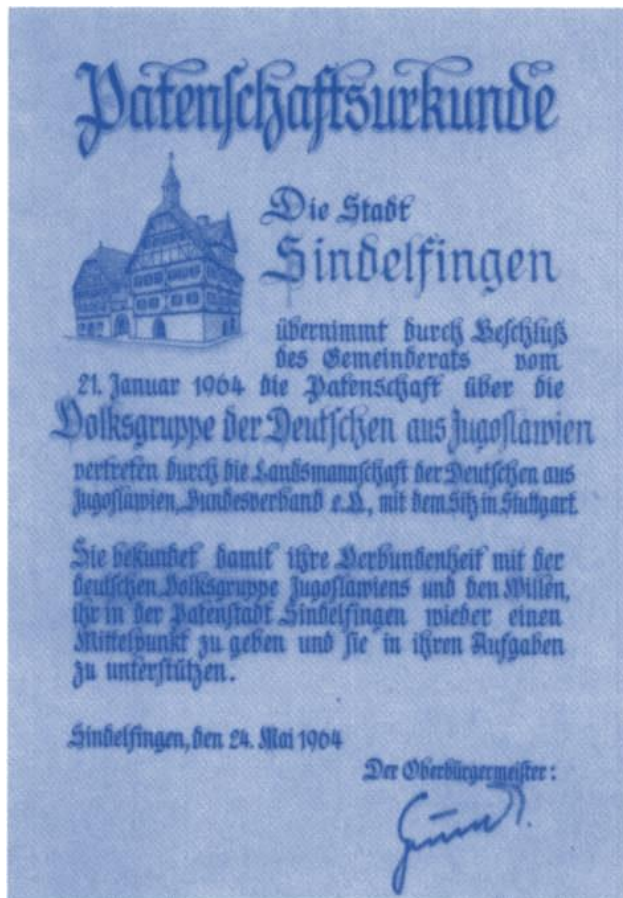 Patenschaftsurkunde
Die Stadt
Sindelfingen
übernimmt durch Beschluß
des Gemeinderats vom
21. Januar 1964 die Patenschaft über die
Volksgruppe der Deutschen aus Jugoslawien
vertreten durch die Landsmannschaft der Deutschen aus
Jugoslawien, Bundesverband e.V., mit dem Sitz in Stuttgart.
Sie bekundet damit ihre Verbundenheit mit der
deutschen Volksgruppe Jugoslawiens und den Willen,
ihr in der Patenstadt Sindelfingen wieder einen
Mittelpunkt zu geben und sie in ihren Aufgaben
zu unterstützen.
Sindelfingen, den 24. Mai 1964
Der Oberbürgermeister: